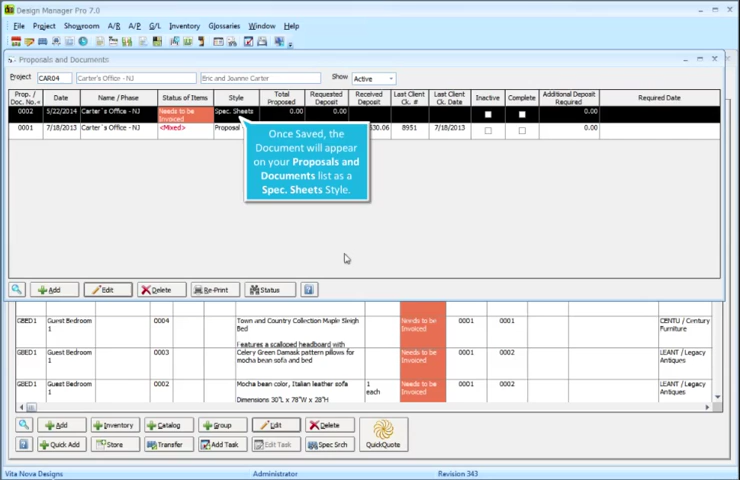 Design Manager Pro 7.0
File Project Showroom A/R A/P G/L Inventory Glossaries Window Help
Proposals and Documents
Project CAR04 Carter's Office - NJ Eric and Joanne Carter Show Active
Prop. / Doc. No. Date Name / Phase Status of Items Style Total Proposed Requested Deposit Received Deposit Last Client Ck. # Last Client Ck. Date Inactive Complete Additional Deposit Required Required Date
0002 5/22/2014 Carter`s Office - NJ Needs to be Invoiced Spec. Sheets 0.00 0.00 0.00
0001 7/18/2013 Carter`s Office - NJ <Mixed> Proposal 530.06 8951 7/18/2013 0.00
Once Saved, the
Document will appear
on your Proposals and
Documents list as a
Spec. Sheets Style.
Add Edit Delete Re-Print Status
GBED1 Guest Bedroom 1 0004 Town and Country Collection Maple Sleigh Bed Needs to be Invoiced 0001 0001 CENTU / Century Furniture
Features a scalloped headboard with
GBED1 Guest Bedroom 1 0003 Celery Green Damask pattern pillows for mocha bean sofa and bed Needs to be Invoiced 0001 0002 LEANT / Legacy Antiques
GBED1 Guest Bedroom 1 0002 Mocha bean color, Italian leather sofa 1 each Needs to be Invoiced 0001 0002 LEANT / Legacy Antiques
Dimensions 30"L x 78"W x 28"H
Add Inventory Catalog Group Edit Delete
Quick Add Store Transfer Add Task Edit Task Spec Srch QuickQuote
Vita Nova Designs Administrator Revision 343